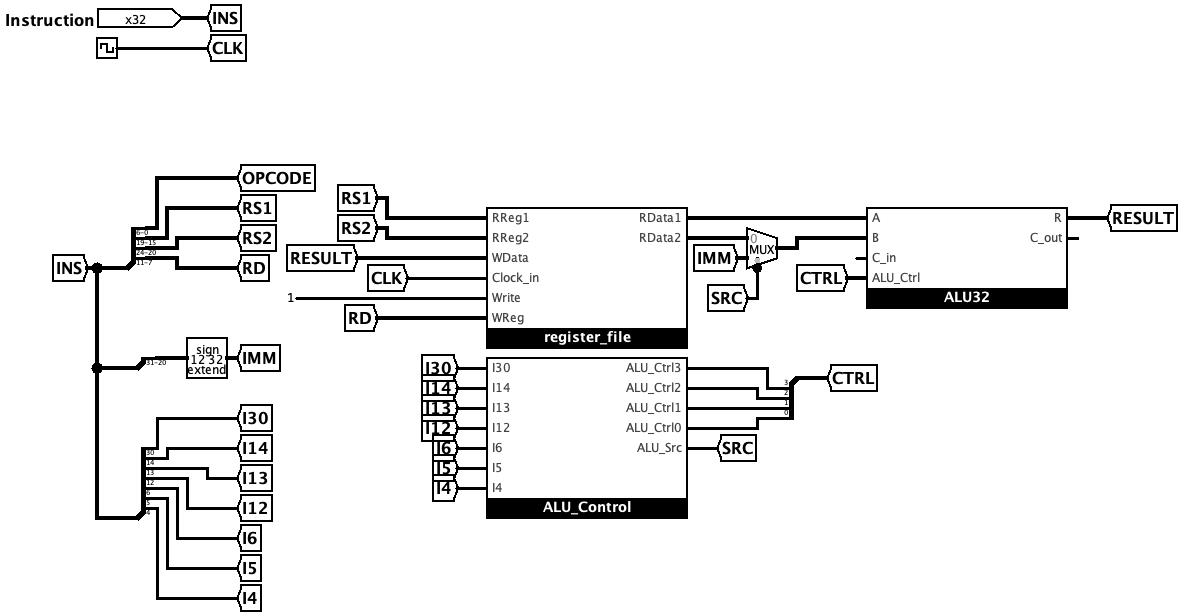 Instruction x32 INS
CLK
OPCODE
RS1
RS2
RD
INS
6-0
19-15
24-20
11-7
RS1
RS2
RESULT
CLK
1
RD
RReg1 RData1
RReg2 RData2
WData
Clock_in
Write
WReg
register_file
0
MUX
IMM
SRC
A R
B C_out
C_in
ALU_Ctrl
ALU32
CTRL
RESULT
31-20
sign
12 32
extend
IMM
I30
I14
I13
I12
I6
I5
I4
I30 ALU_Ctrl3
I14 ALU_Ctrl2
I13 ALU_Ctrl1
I12 ALU_Ctrl0
I6 ALU_Src
I5
I4
ALU_Control
3
2
1
0
CTRL
SRC
30
14
13
12
6
5
4
I30
I14
I13
I12
I6
I5
I4